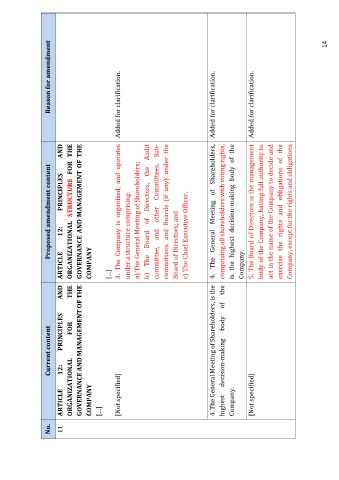 No.
Current content
Proposed amendment content
Reason for amendment
11
ARTICLE 12: PRINCIPLES AND
ORGANIZATIONAL FOR THE
GOVERNANCE AND MANAGEMENT OF THE
COMPANY
[...]
[Not specified]
ARTICLE 12: PRINCIPLES AND
ORGANIZATIONAL STRUCTURE FOR THE
GOVERNANCE AND MANAGEMENT OF THE
COMPANY
[...]
3. The Company is organized, and operates
under a structure comprising:
a) The General Meeting of Shareholders;
b) The Board of Directors, the Audit
committee, and other Committees, Sub-
committees, and Boards (if any) under the
Board of Directors; and
c) The Chief Executive Officer.
Added for clarification.
4. The General Meeting of Shareholders, is the
highest decision-making body of the
Company.
4. The General Meeting of Shareholders,
comprising all shareholders with voting rights,
is the highest decision-making body of the
Company.
Added for clarification.
[Not specified]
5. The Board of Directors is the management
body of the Company, having full authority to
act in the name of the Company to decide and
exercise the rights and obligations of the
Company, except for the rights and obligations
Added for clarification.
14